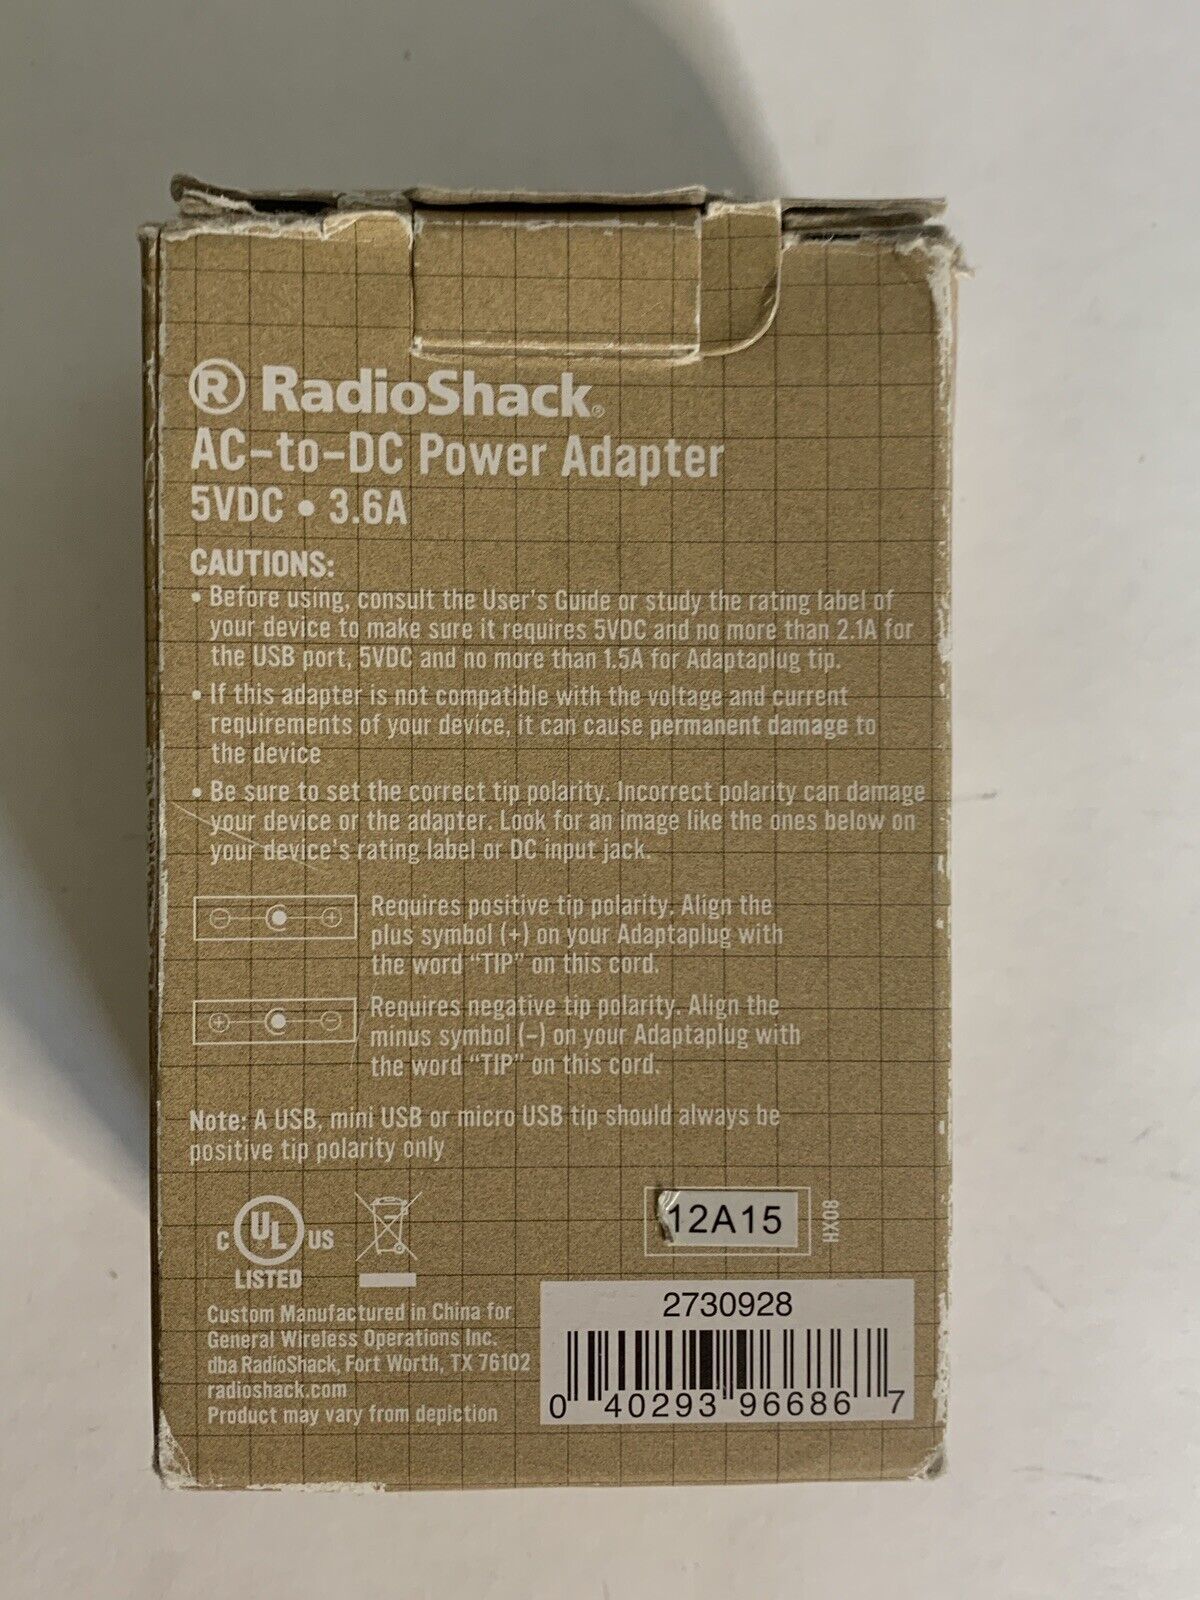 ® RadioShack®
AC-to-DC Power Adapter
5VDC • 3.6A
CAUTIONS:
• Before using, consult the User's Guide or study the rating label of
your device to make sure it requires 5VDC and no more than 2.1A for
the USB port, 5VDC and no more than 1.5A for Adaptaplug tip.
• If this adapter is not compatible with the voltage and current
requirements of your device, it can cause permanent damage to
the device
• Be sure to set the correct tip polarity. Incorrect polarity can damage
your device or the adapter. Look for an image like the ones below on
your device's rating label or DC input jack.
Requires positive tip polarity. Align the
plus symbol (+) on your Adaptaplug with
the word "TIP" on this cord.
Requires negative tip polarity. Align the
minus symbol (-) on your Adaptaplug with
the word "TIP" on this cord.
Note: A USB, mini USB or micro USB tip should always be
positive tip polarity only
C UL US
LISTED
12A15
HX08
Custom Manufactured in China for
General Wireless Operations Inc.
dba RadioShack, Fort Worth, TX 76102
radioshack.com
Product may vary from depiction
2730928
0 40293 96686 7